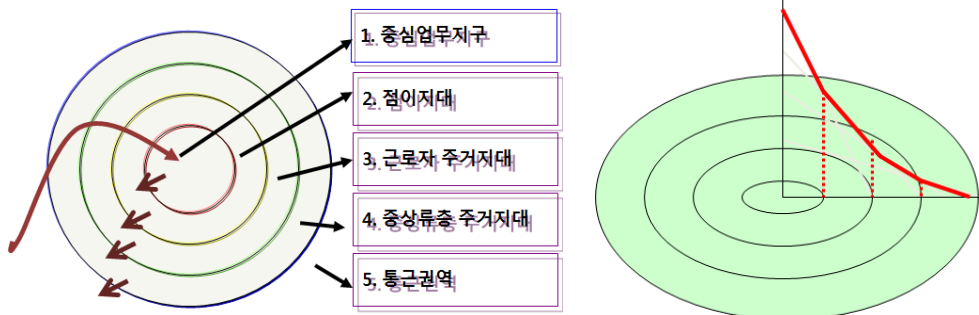 1. 중심업무지구
2. 점이지대
3. 근로자 주거지대
4. 중상류층 주거지대
5. 통근권역